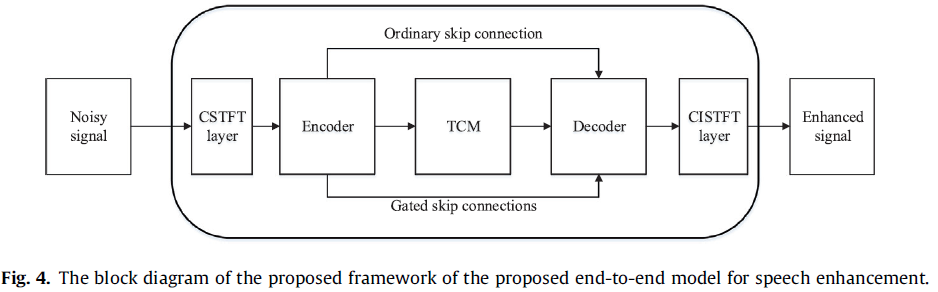 Ordinary skip connection
Noisy
signal
CSTFT
layer
Encoder
TCM
Decoder
CISTFT
layer
Enhanced
signal
Gated skip connections
Fig. 4. The block diagram of the proposed framework of the proposed end-to-end model for speech enhancement.